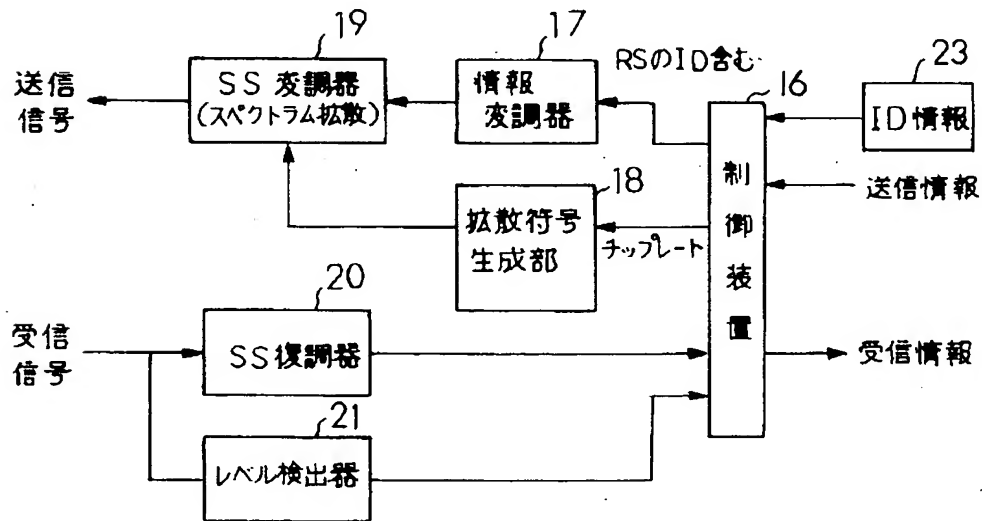 19
17
RSのID含む
16
23
送信
信号
SS 変調器
(スペクトラム拡散)
情報
変調器
ID情報
送信情報
18
拡散符号
生成部
チップレート
制御装置
20
受信
信号
SS復調器
受信情報
21
レベル検出器